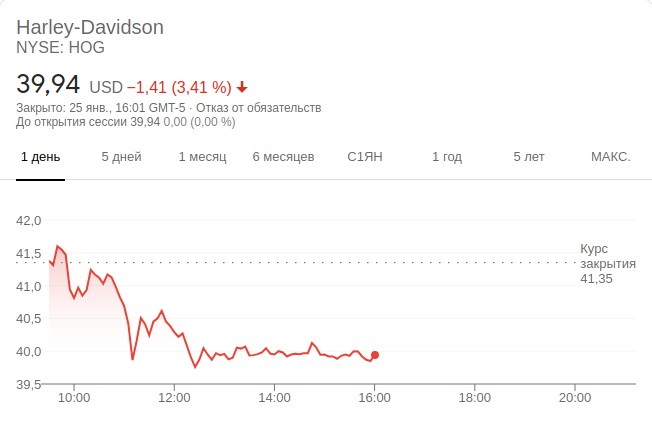 Harley-Davidson
NYSE: HOG
39,94 USD −1,41 (3,41 %)
Закрыто: 25 янв., 16:01 GMT-5 · Отказ от обязательств
До открытия сессии 39,94 0,00 (0,00 %)
1 день 5 дней 1 месяц 6 месяцев С1ЯН 1 год 5 лет МАКС.
42,0
41,5
41,0
40,5
40,0
39,5
Курс
закрытия
41,35
10:00 12:00 14:00 16:00 18:00 20:00